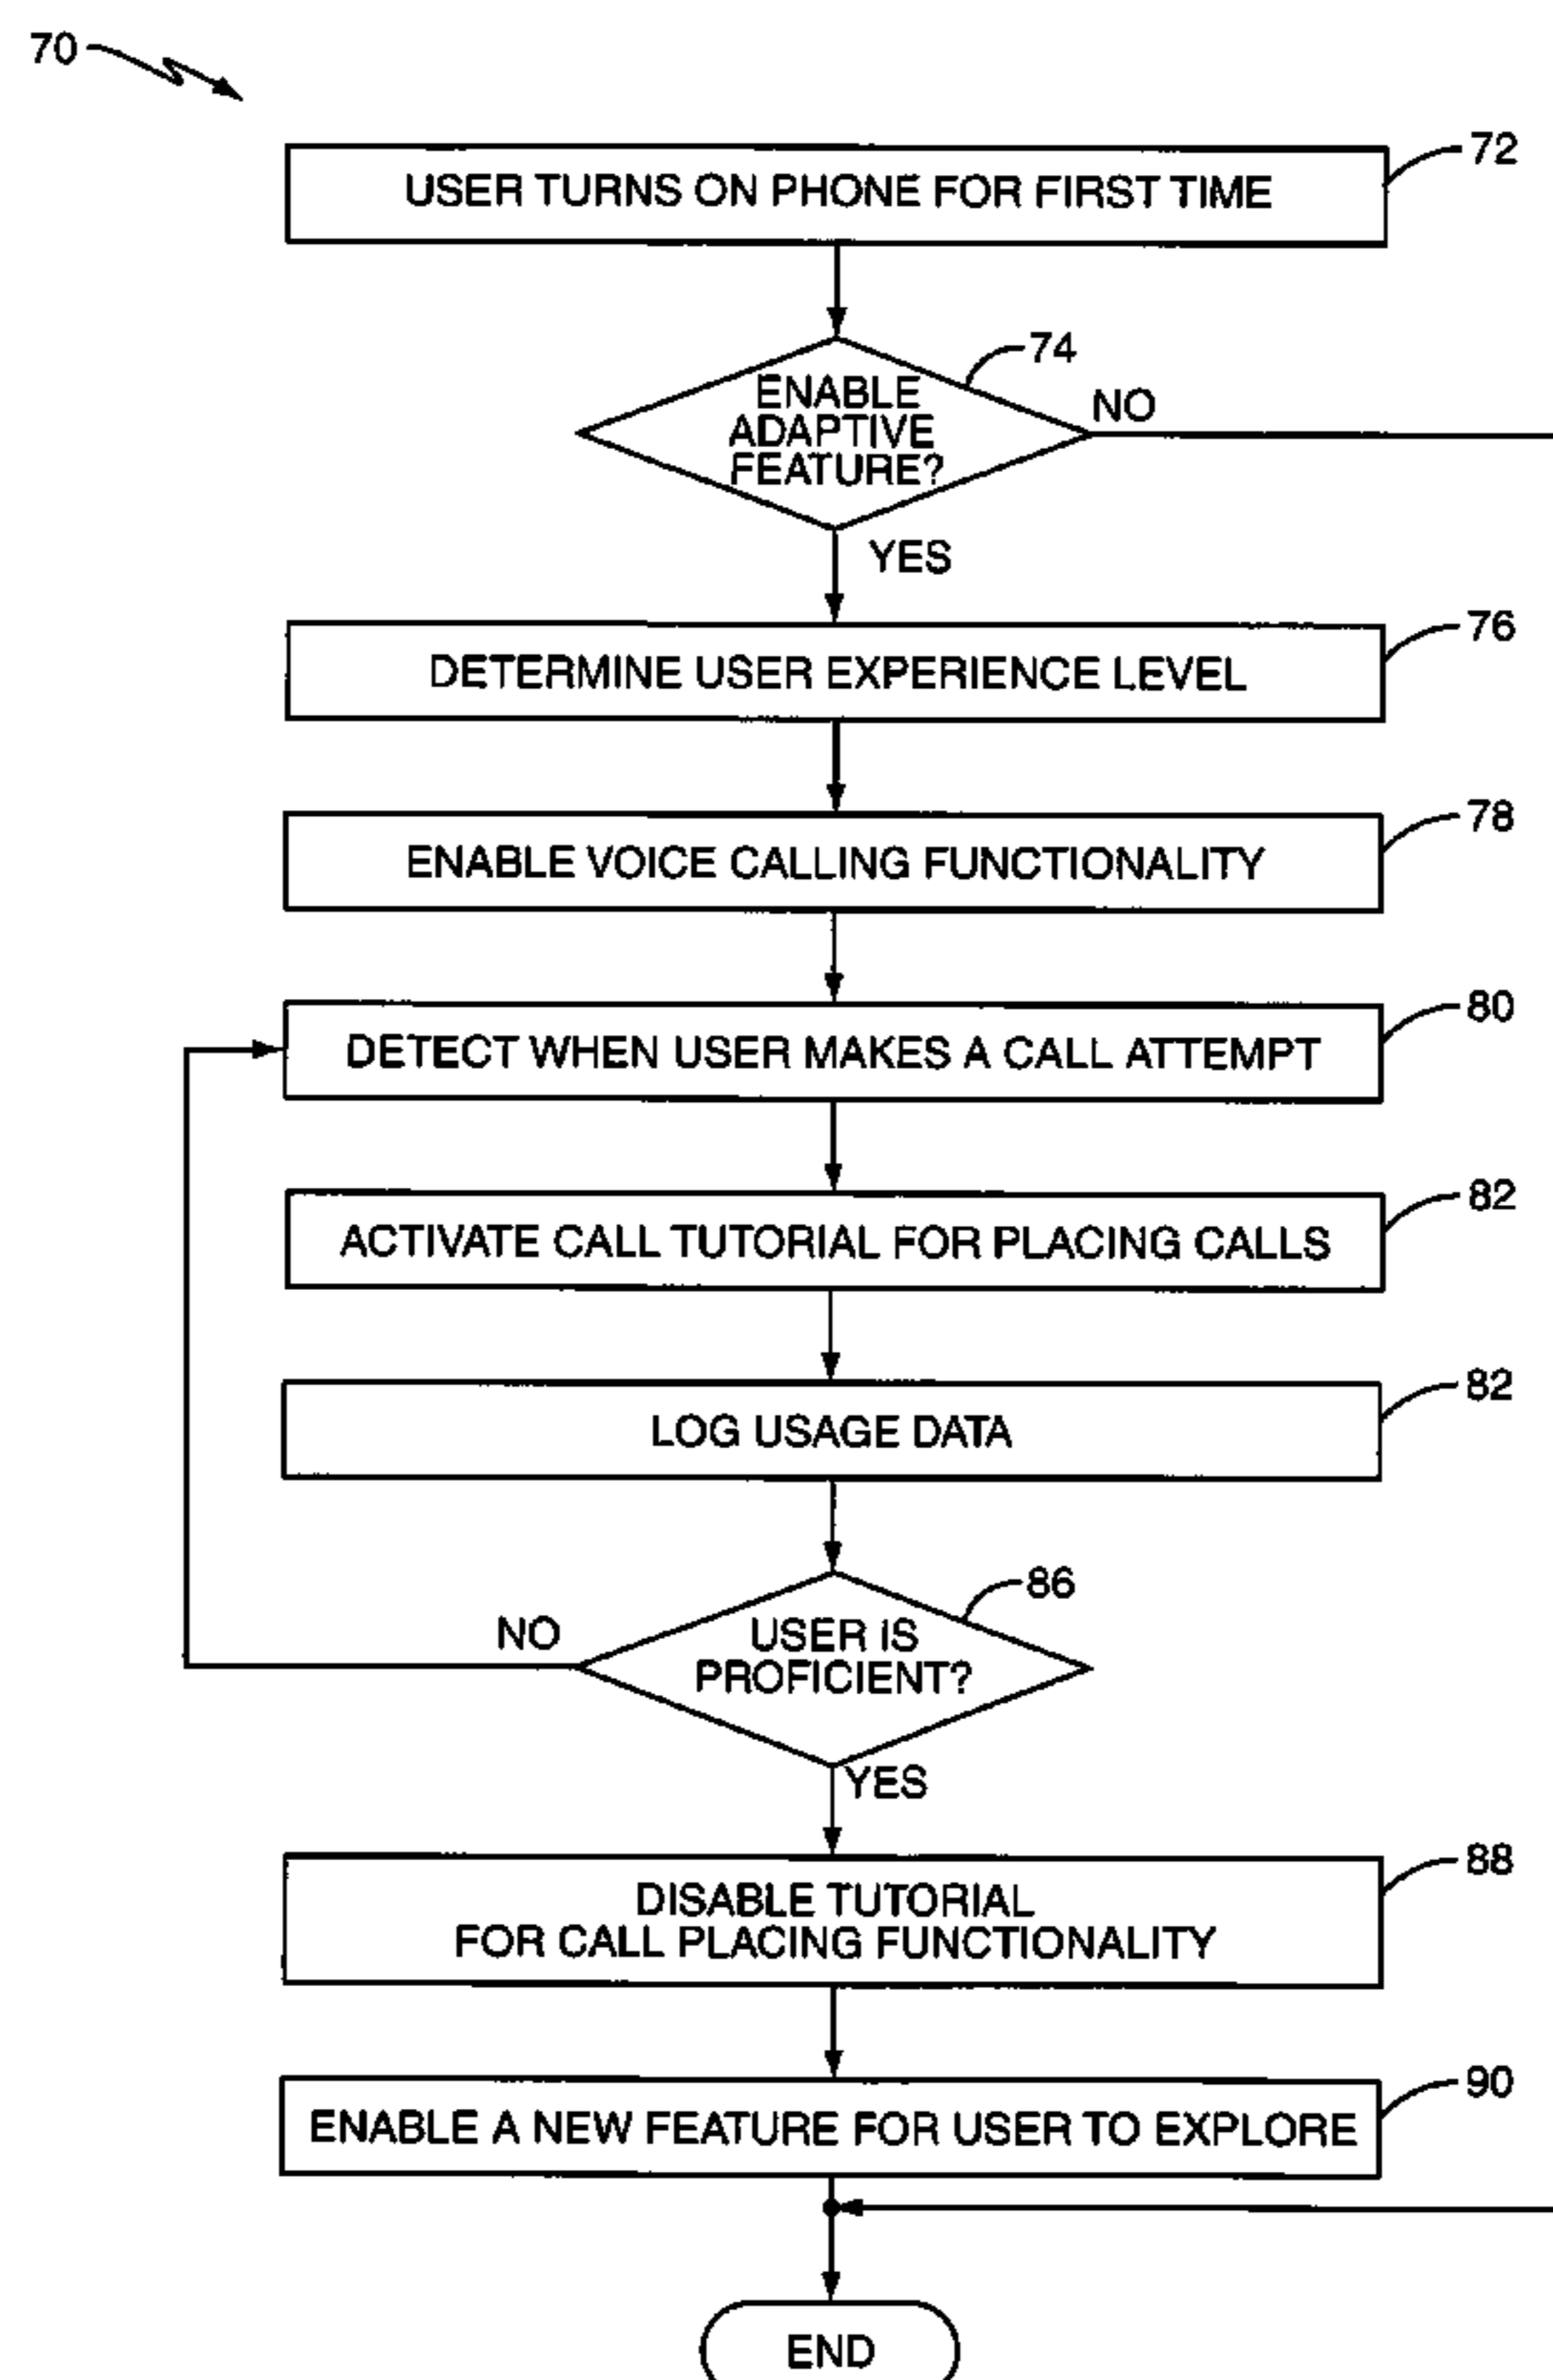 70
USER TURNS ON PHONE FOR FIRST TIME
72
ENABLE
ADAPTIVE
FEATURE?
74
NO
YES
DETERMINE USER EXPERIENCE LEVEL
76
ENABLE VOICE CALLING FUNCTIONALITY
78
DETECT WHEN USER MAKES A CALL ATTEMPT
80
ACTIVATE CALL TUTORIAL FOR PLACING CALLS
82
LOG USAGE DATA
82
USER IS
PROFICIENT?
86
NO
YES
DISABLE TUTORIAL
FOR CALL PLACING FUNCTIONALITY
88
ENABLE A NEW FEATURE FOR USER TO EXPLORE
90
END